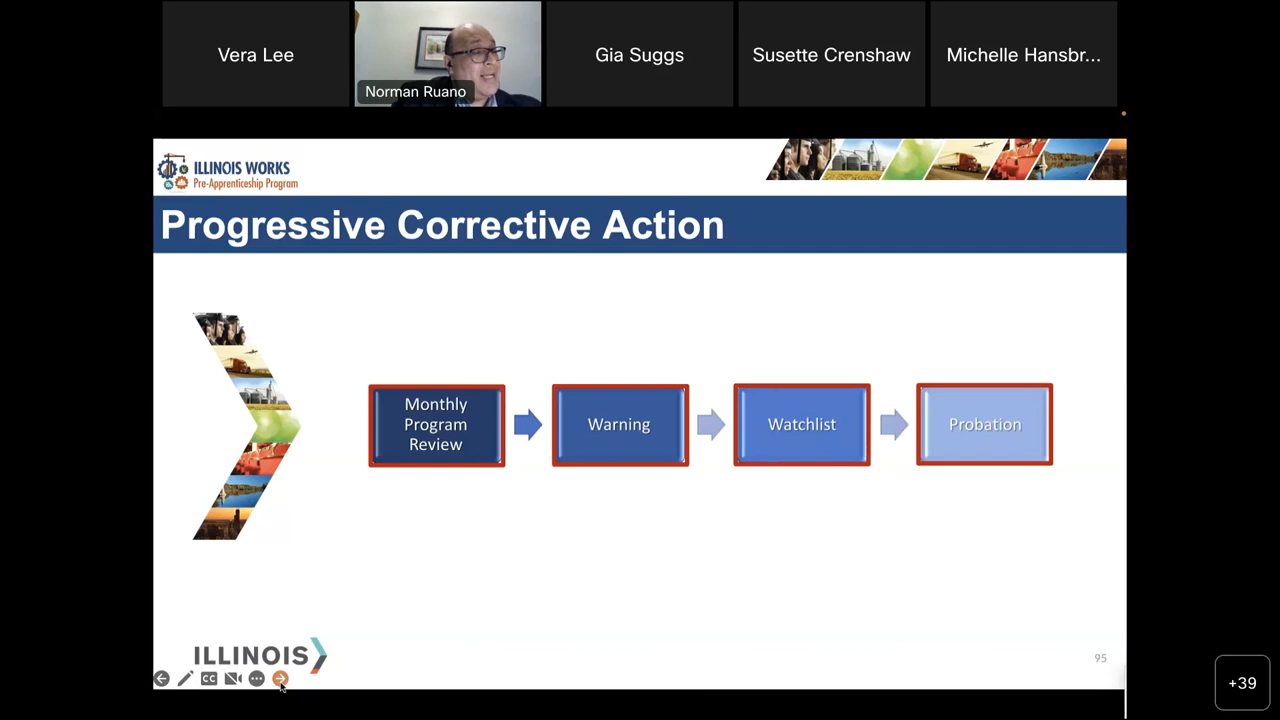 Vera Lee
Norman Ruano
Gia Suggs
Susette Crenshaw
Michelle Hansbr...
ILLINOIS WORKS
Pre-Apprenticeship Program
Progressive Corrective Action
Monthly
Program
Review
Warning
Watchlist
Probation
ILLINOIS
95
CC
+39